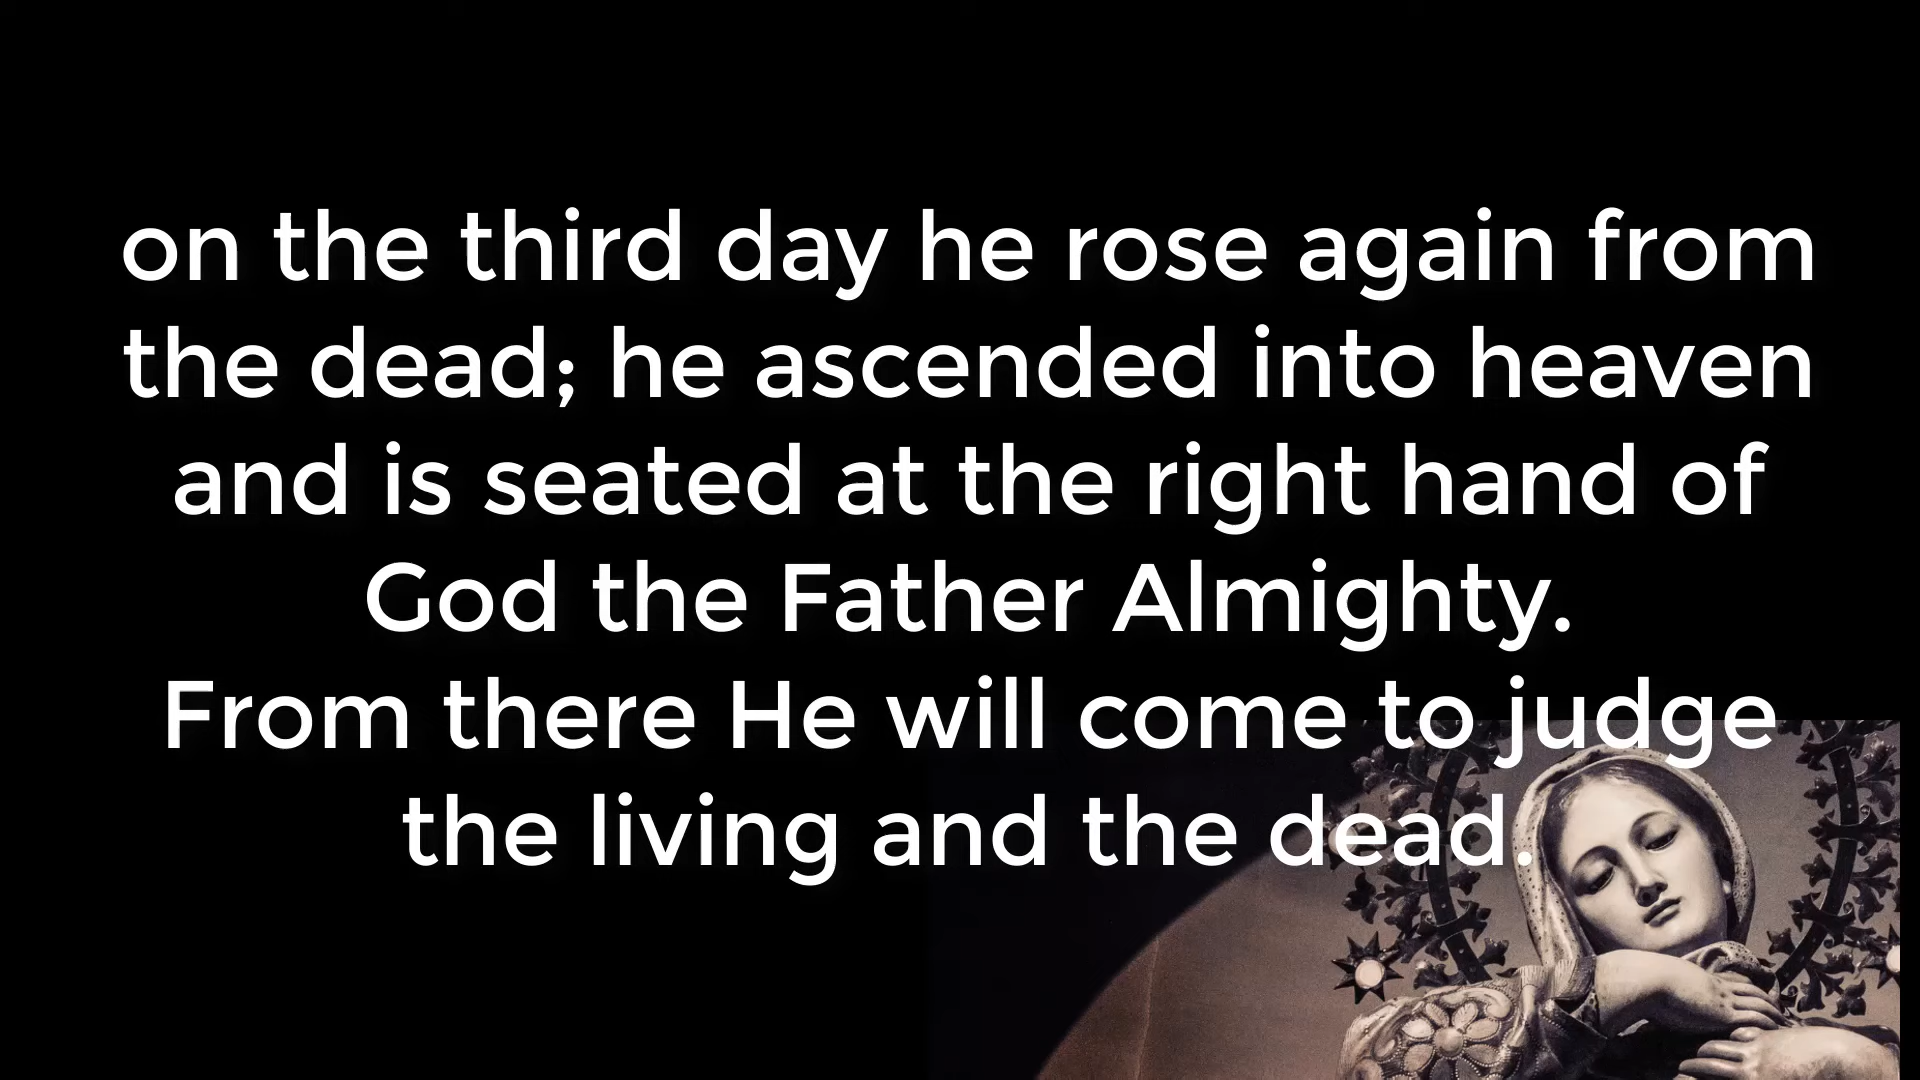 on the third day he rose again from
the dead; he ascended into heaven
and is seated at the right hand of
God the Father Almighty.
From there He will come to judge
the living and the dead.